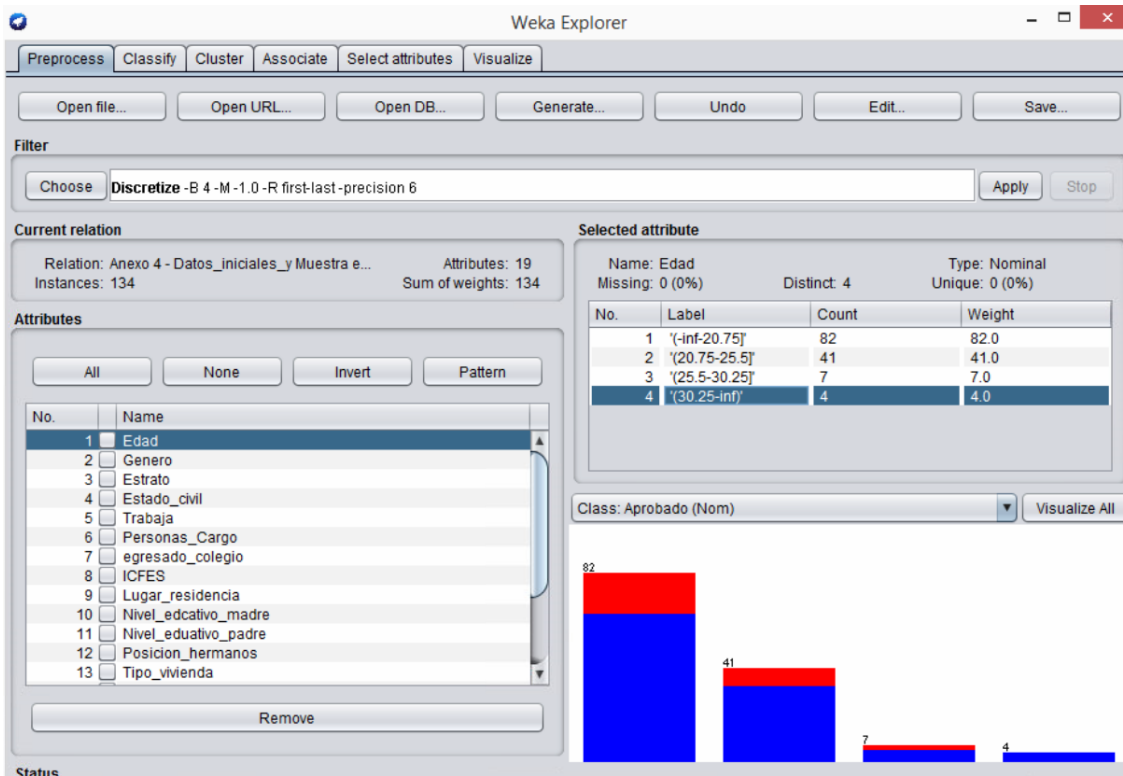 Weka Explorer
Preprocess Classify Cluster Associate Select attributes Visualize
Open file... Open URL... Open DB... Generate... Undo Edit... Save...
Filter
Choose Discretize -B 4 -M -1.0 -R first-last -precision 6 Apply Stop
Current relation
Relation: Anexo 4 - Datos_iniciales_y Muestra e... Attributes: 19
Instances: 134 Sum of weights: 134
Attributes
All None Invert Pattern
No. Name
1 Edad
2 Genero
3 Estrato
4 Estado_civil
5 Trabaja
6 Personas_Cargo
7 egresado_colegio
8 ICFES
9 Lugar_residencia
10 Nivel_edcativo_madre
11 Nivel_eduativo_padre
12 Posicion_hermanos
13 Tipo_vivienda
Remove
Status
Selected attribute
Name: Edad Type: Nominal
Missing: 0 (0%) Distinct: 4 Unique: 0 (0%)
No. Label Count Weight
1 '(-inf-20.75]' 82 82.0
2 '(20.75-25.5]' 41 41.0
3 '(25.5-30.25]' 7 7.0
4 '(30.25-inf)' 4 4.0
Class: Aprobado (Nom) Visualize All
82
41
7
4